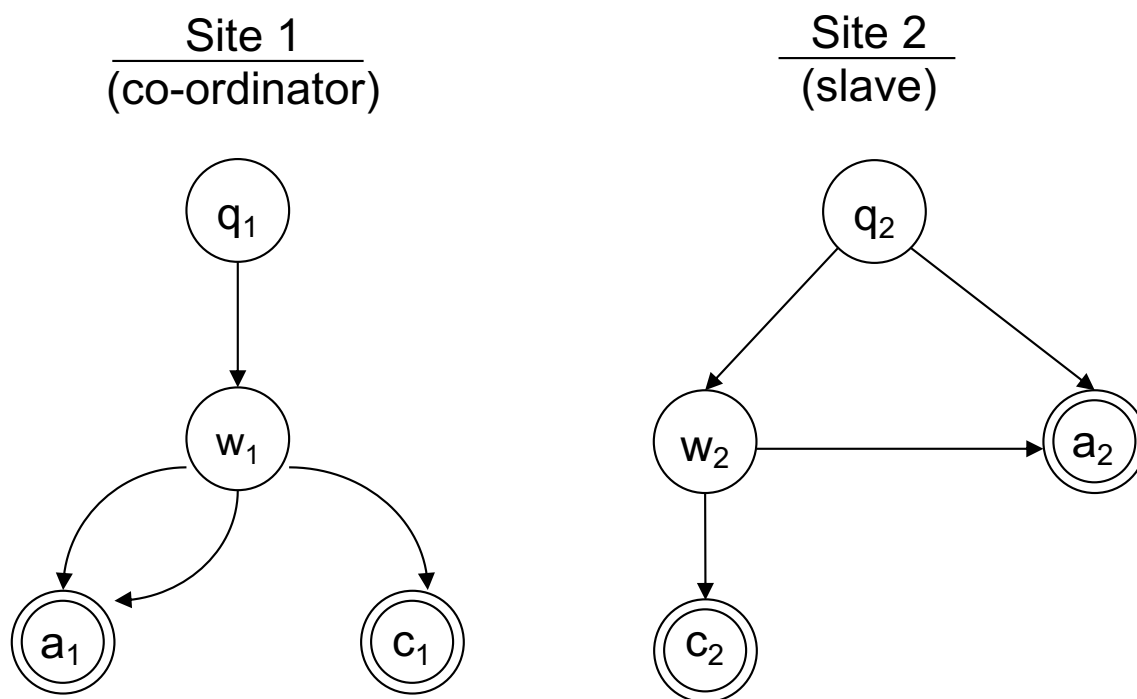 Site 1
(co-ordinator)
Site 2
(slave)
q₁
q₂
w₁
w₂
a₂
a₁
c₁
c₂